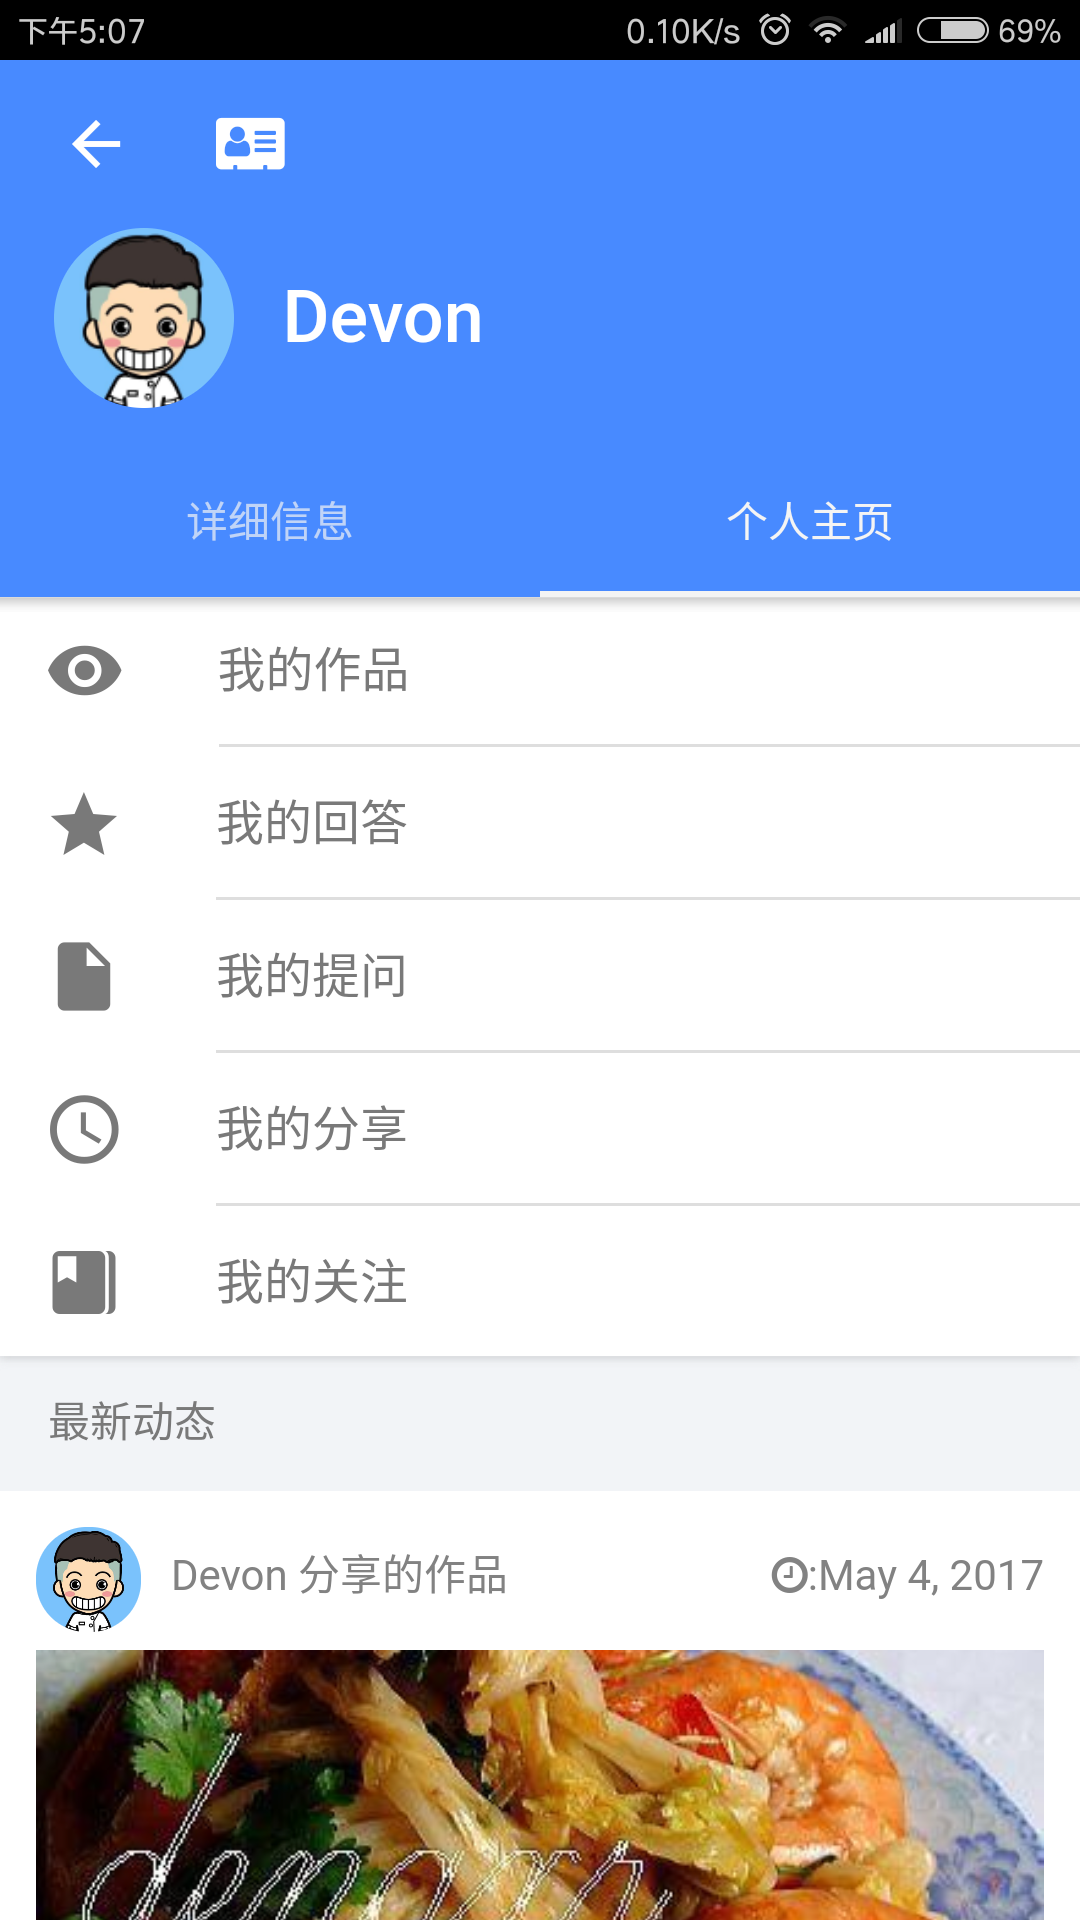 下午5:07
0.10K/s 69%
Devon
详细信息 个人主页
我的作品
我的回答
我的提问
我的分享
我的关注
最新动态
Devon 分享的作品 :May 4, 2017